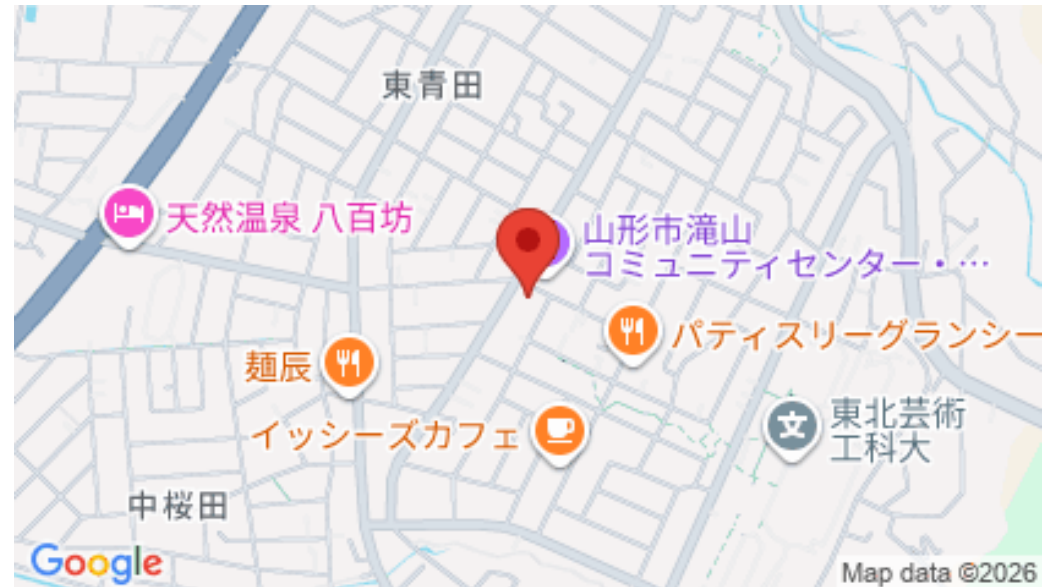 東青田
天然温泉 八百坊
山形市滝山
コミュニティセンター・…
パティスリーグランシー
麺辰
イッシーズカフェ
文
東北芸術
工科大
中桜田
Google
Map data ©2026